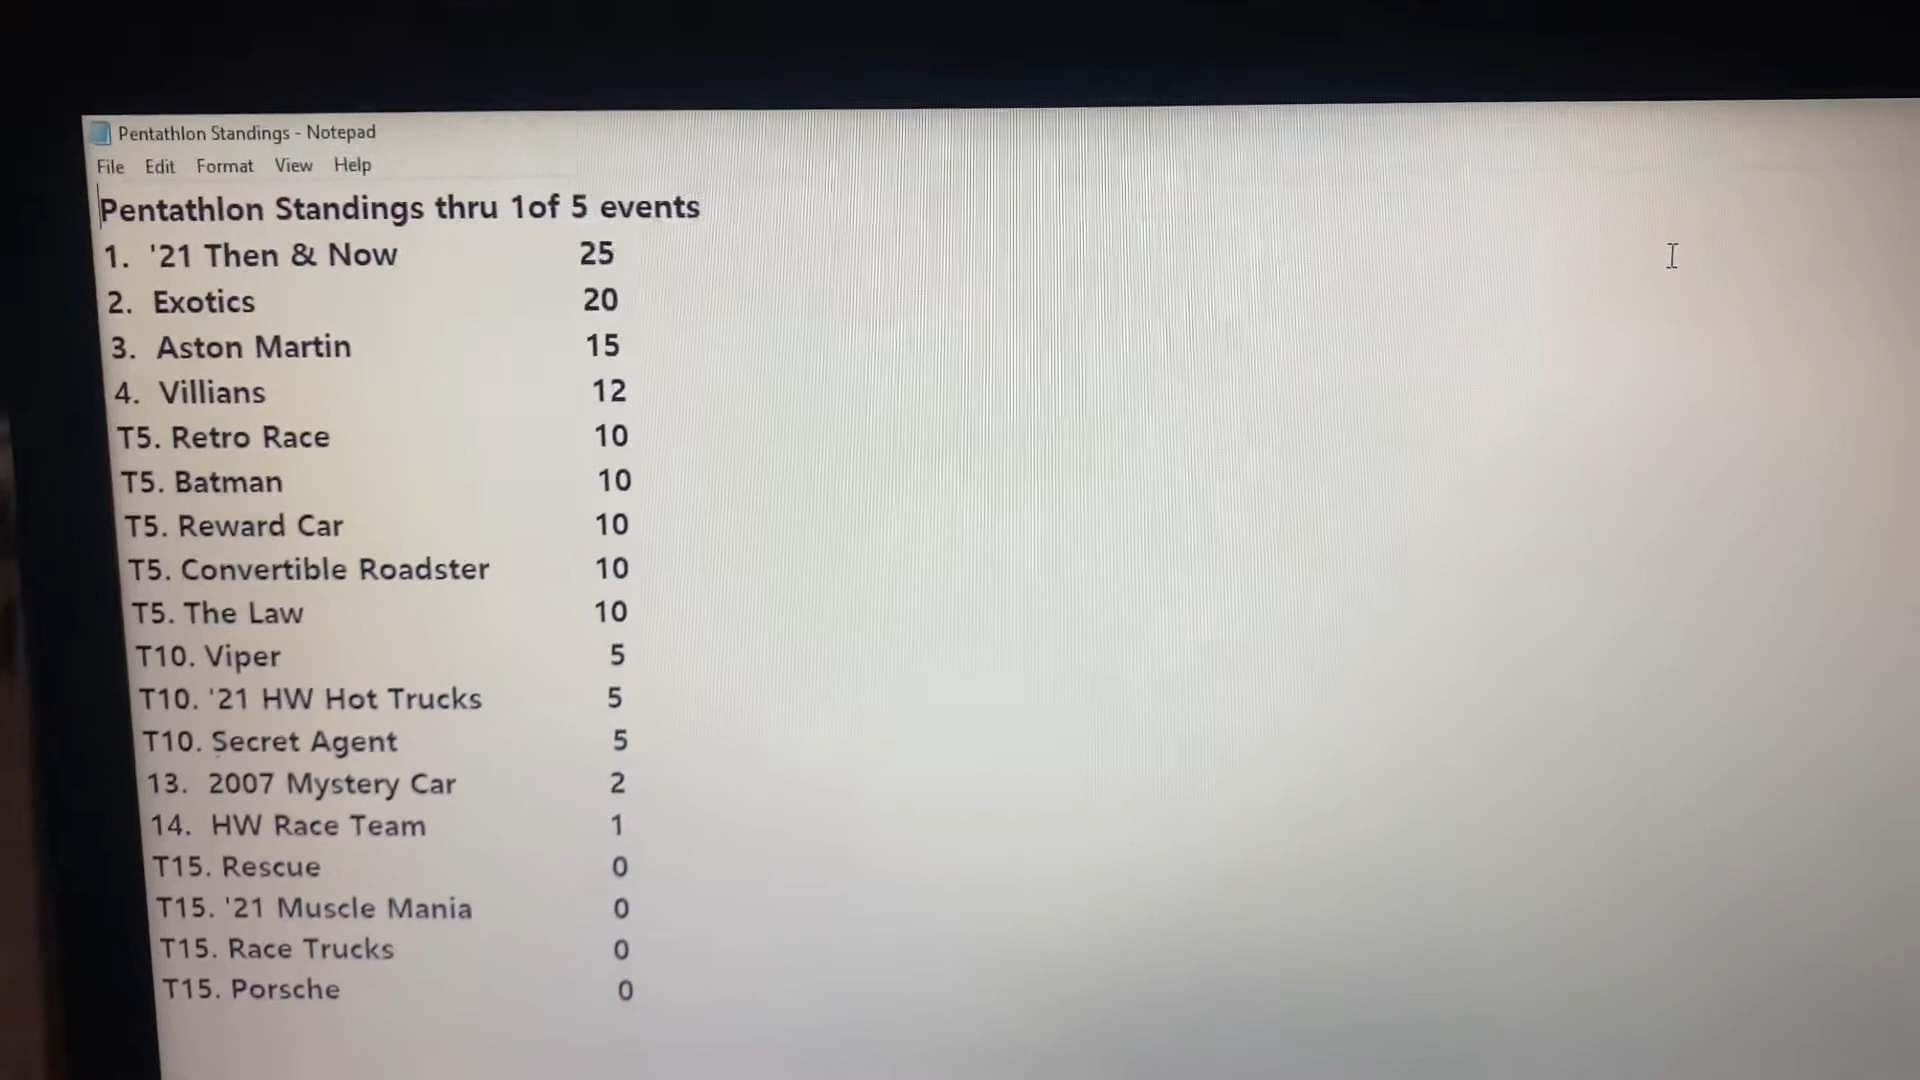 Pentathlon Standings - Notepad
File Edit Format View Help
Pentathlon Standings thru 1of 5 events
1. '21 Then & Now 25
2. Exotics 20
3. Aston Martin 15
4. Villians 12
T5. Retro Race 10
T5. Batman 10
T5. Reward Car 10
T5. Convertible Roadster 10
T5. The Law 10
T10. Viper 5
T10. '21 HW Hot Trucks 5
T10. Secret Agent 5
13. 2007 Mystery Car 2
14. HW Race Team 1
T15. Rescue 0
T15. '21 Muscle Mania 0
T15. Race Trucks 0
T15. Porsche 0